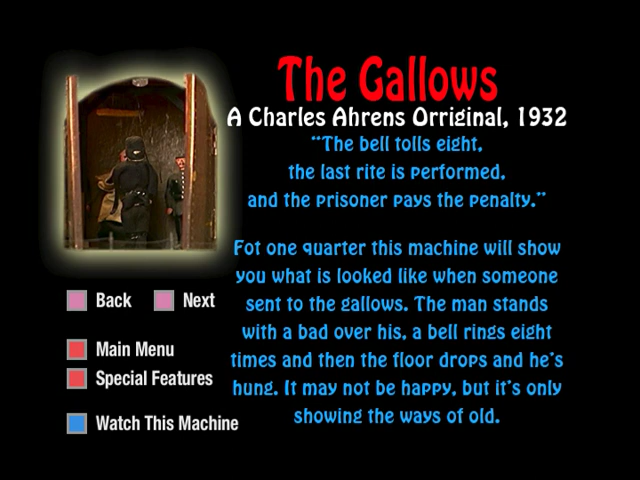 The Gallows
A Charles Ahrens Orriginal, 1932
"The bell tolls eight,
the last rite is performed,
and the prisoner pays the penalty."
Fot one quarter this machine will show
you what is looked like when someone
sent to the gallows. The man stands
with a bad over his, a bell rings eight
times and then the floor drops and he's
hung. It may not be happy, but it's only
showing the ways of old.
Back
Next
Main Menu
Special Features
Watch This Machine